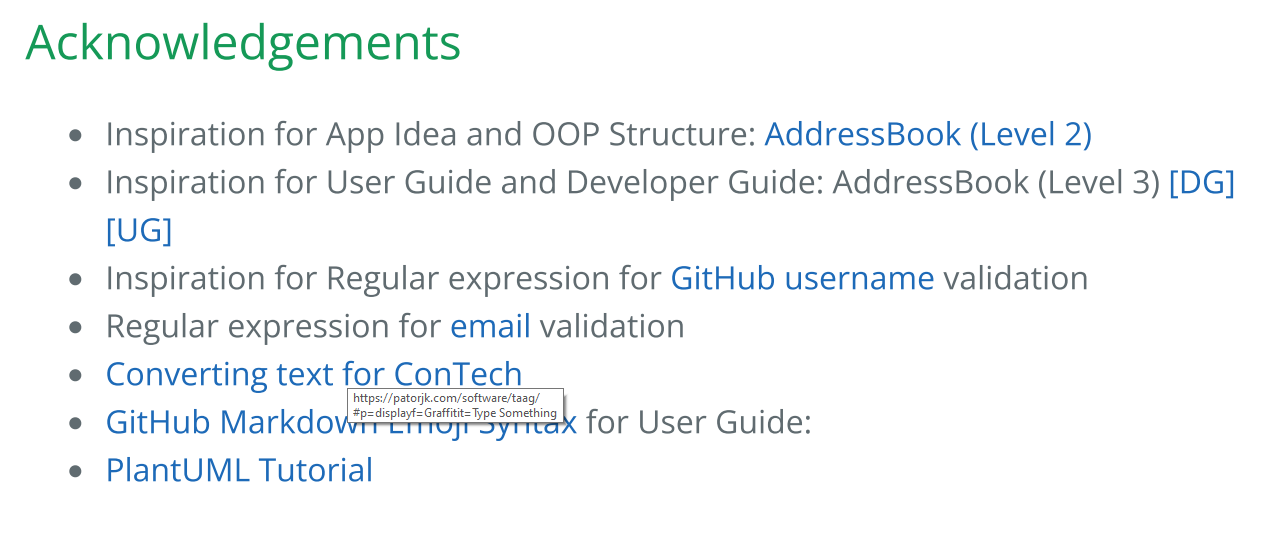 Acknowledgements
Inspiration for App Idea and OOP Structure: AddressBook (Level 2)
Inspiration for User Guide and Developer Guide: AddressBook (Level 3) [DG]
[UG]
Inspiration for Regular expression for GitHub username validation
Regular expression for email validation
Converting text for ConTech
https://patorjk.com/software/taag/
#p=displayf=Graffitit=Type Something
GitHub Markdown Emoji Syntax for User Guide:
PlantUML Tutorial